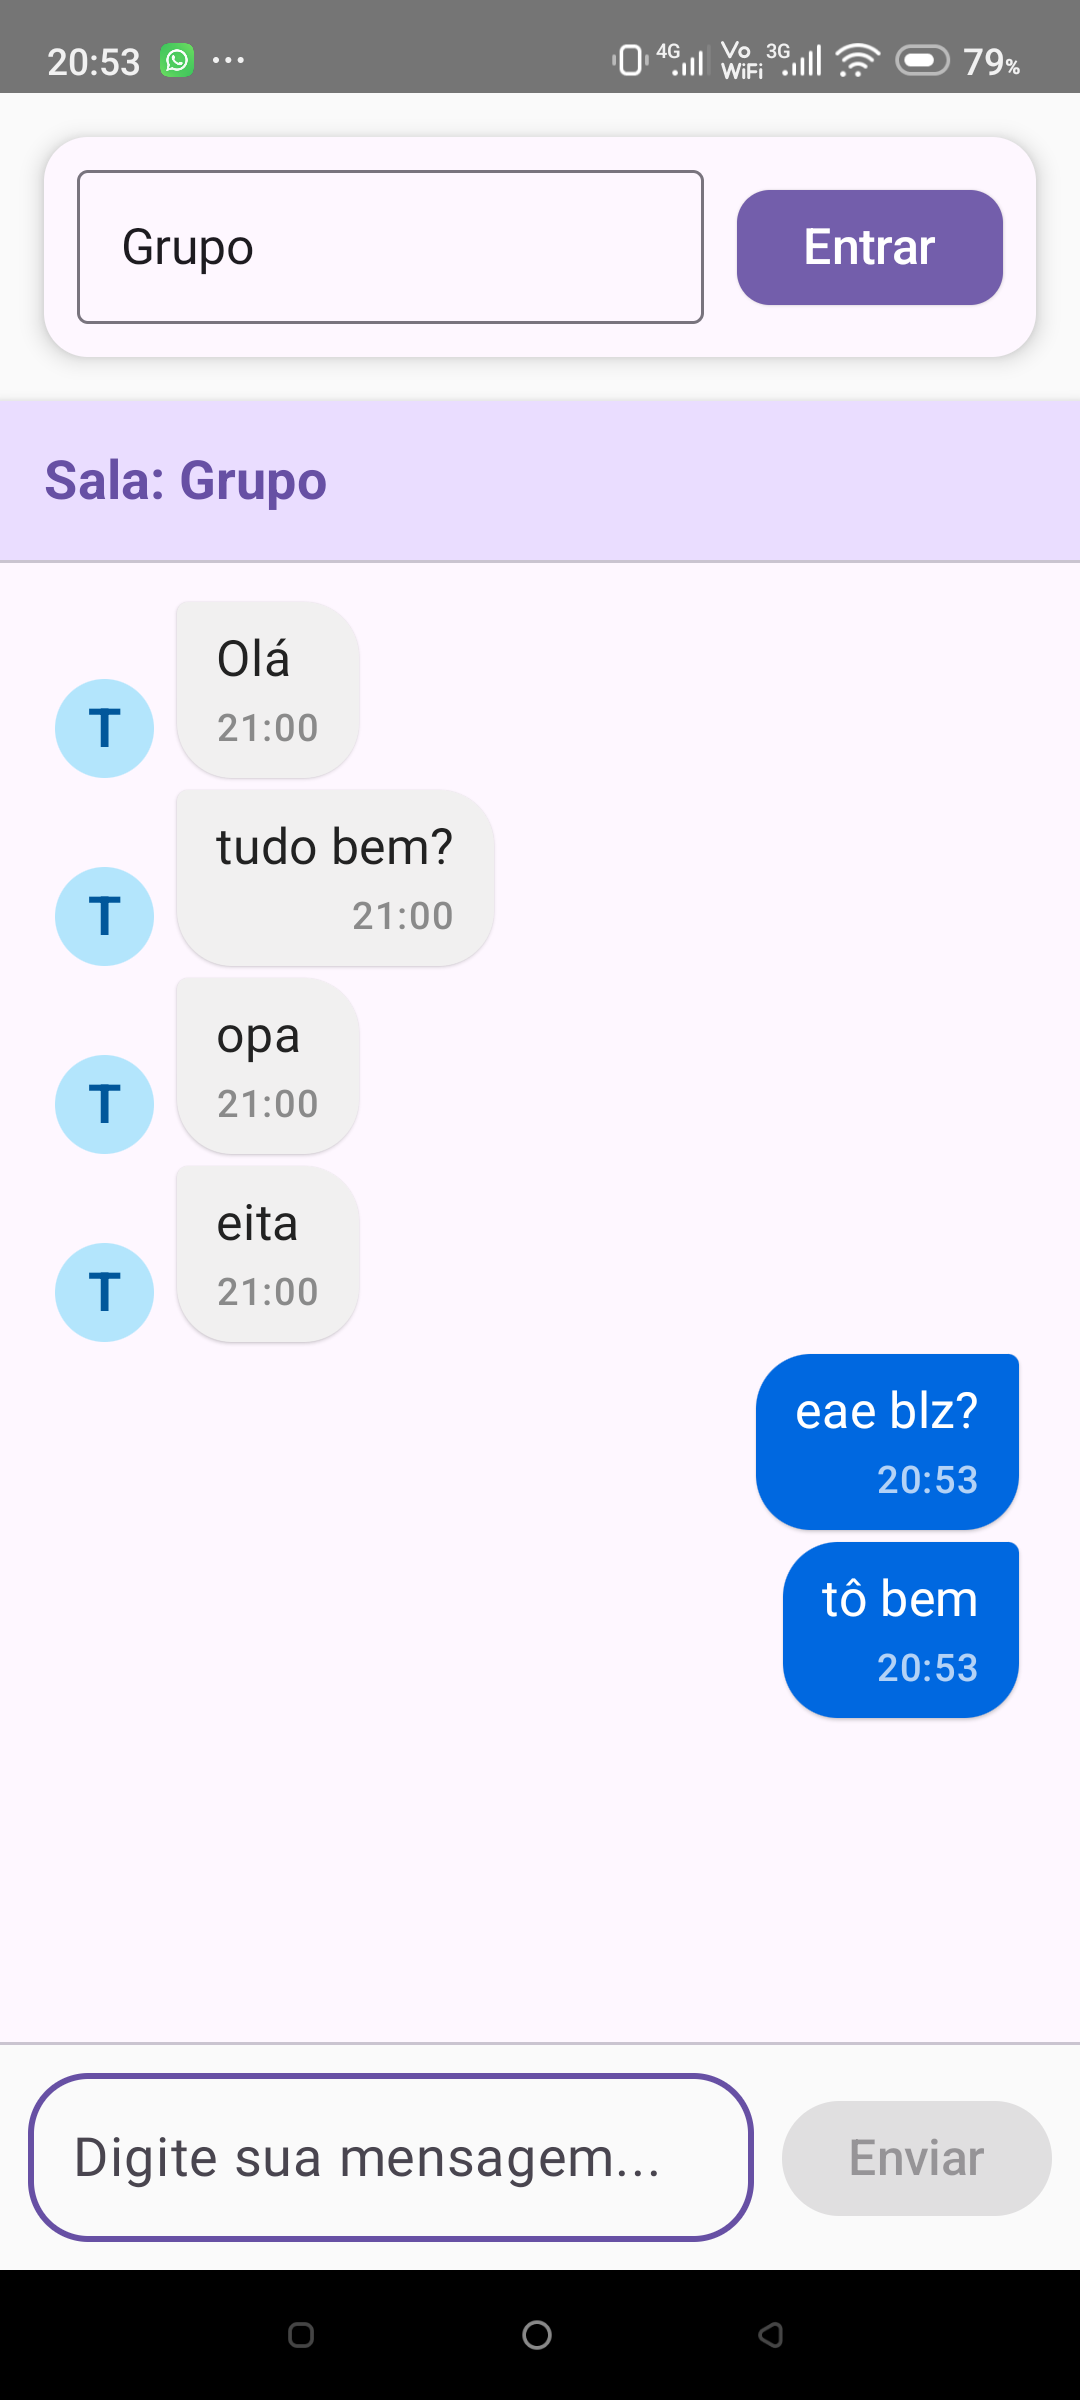 20:53 ... 4G Vo WiFi 3G 79%
Grupo
Entrar
Sala: Grupo
Olá
21:00
T
tudo bem?
21:00
T
opa
21:00
T
eita
21:00
T
eae blz?
20:53
tô bem
20:53
Digite sua mensagem...
Enviar